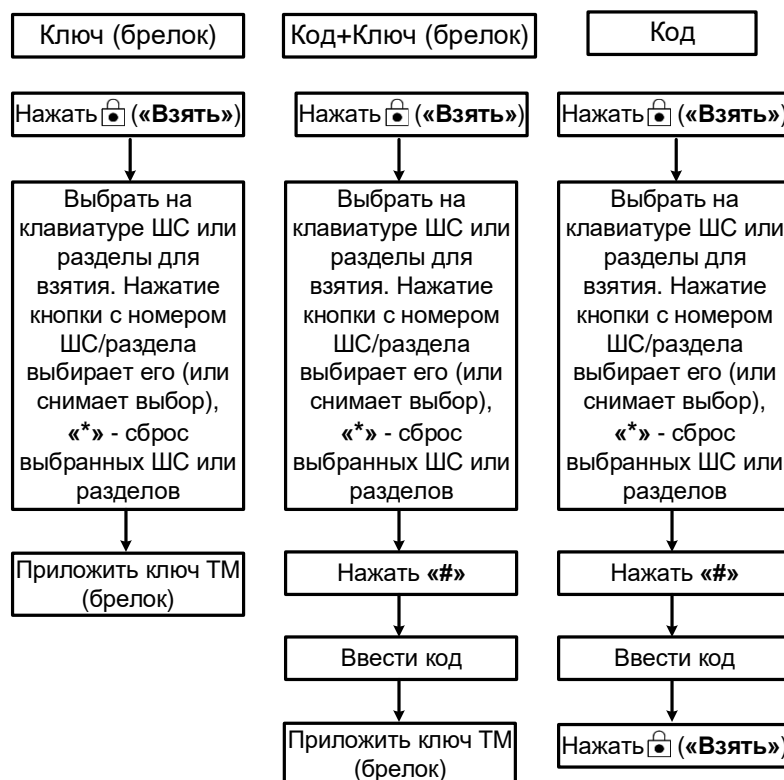 Ключ (брелок)
Нажать («Взять»)
Выбрать на
клавиатуре ШС или
разделы для
взятия. Нажатие
кнопки с номером
ШС/раздела
выбирает его (или
снимает выбор),
«*» - сброс
выбранных ШС или
разделов
Приложить ключ ТМ
(брелок)
Код+Ключ (брелок)
Нажать («Взять»)
Выбрать на
клавиатуре ШС или
разделы для
взятия. Нажатие
кнопки с номером
ШС/раздела
выбирает его (или
снимает выбор),
«*» - сброс
выбранных ШС или
разделов
Нажать «#»
Ввести код
Приложить ключ ТМ
(брелок)
Код
Нажать («Взять»)
Выбрать на
клавиатуре ШС или
разделы для
взятия. Нажатие
кнопки с номером
ШС/раздела
выбирает его (или
снимает выбор),
«*» - сброс
выбранных ШС или
разделов
Нажать «#»
Ввести код
Нажать («Взять»)